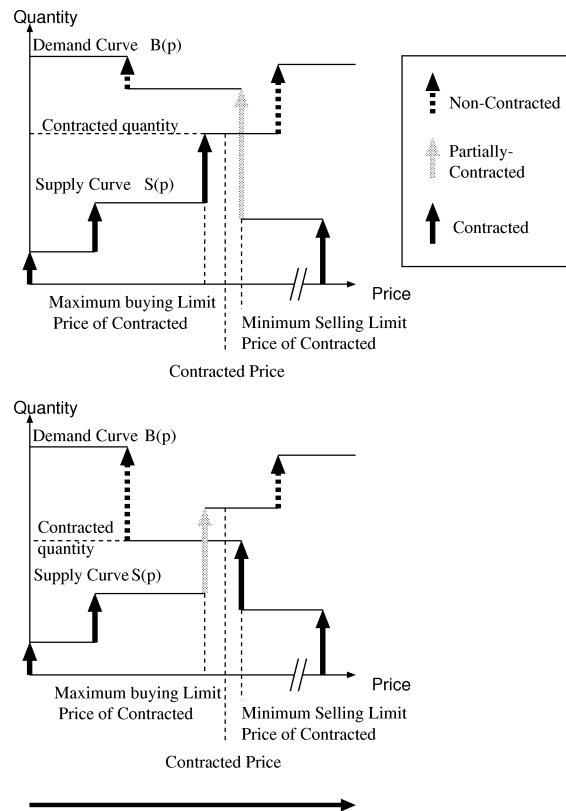 Quantity
Demand Curve B(p)
Contracted quantity
Supply Curve S(p)
Price
Maximum buying Limit
Price of Contracted
Minimum Selling Limit
Price of Contracted
Contracted Price
Non-Contracted
Partially-
Contracted
Contracted
Quantity
Demand Curve B(p)
Contracted
quantity
Supply Curve S(p)
Price
Maximum buying Limit
Price of Contracted
Minimum Selling Limit
Price of Contracted
Contracted Price